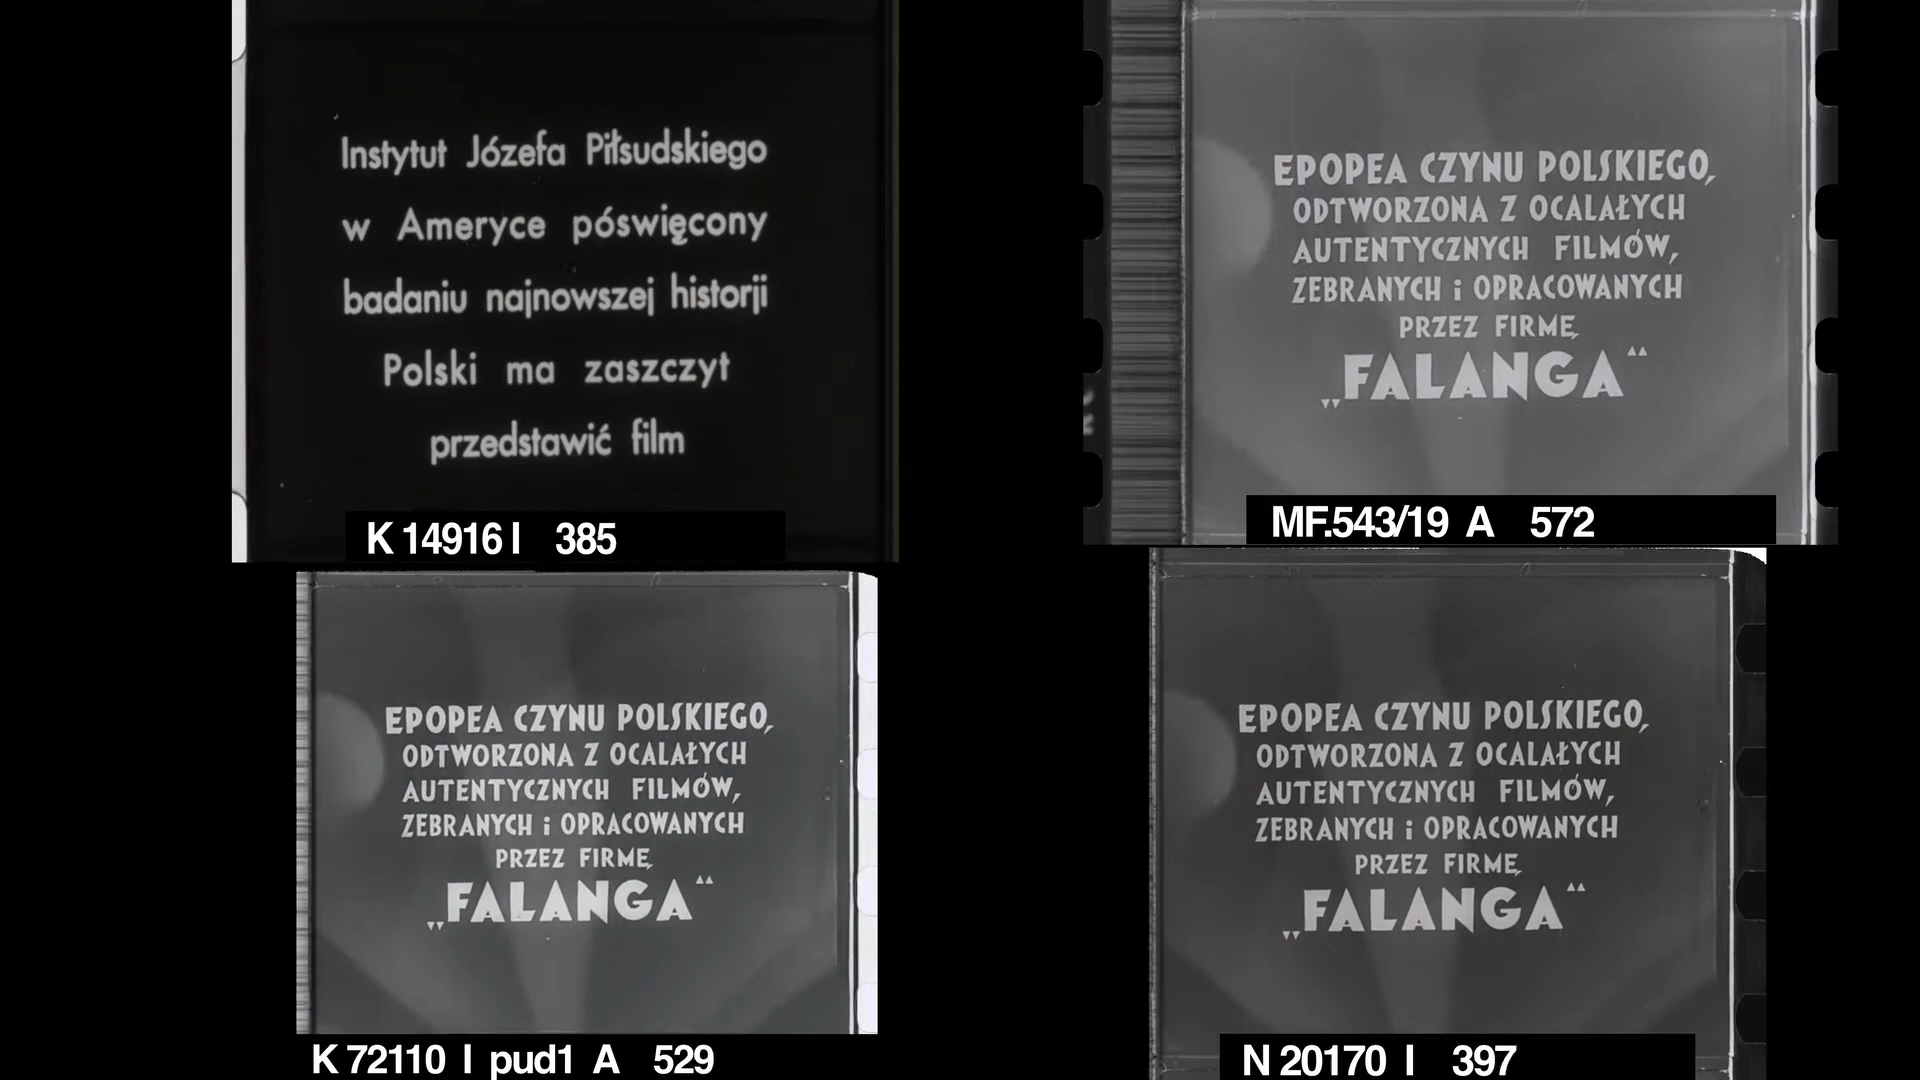 Instytut Józefa Piłsudskiego
w Ameryce póświęcony
badaniu najnowszej historji
Polski ma zaszczyt
przedstawić film
K 14916 I 385
EPOPEA CZYNU POLSKIEGO,
ODTWORZONA Z OCALAŁYCH
AUTENTYCZNYCH FILMÓW,
ZEBRANYCH i OPRACOWANYCH
PRZEZ FIRMĘ
„FALANGA"
MF.543/19 A 572
EPOPEA CZYNU POLSKIEGO,
ODTWORZONA Z OCALAŁYCH
AUTENTYCZNYCH FILMÓW,
ZEBRANYCH i OPRACOWANYCH
PRZEZ FIRMĘ
„FALANGA"
K 72110 I pud1 A 529
EPOPEA CZYNU POLSKIEGO,
ODTWORZONA Z OCALAŁYCH
AUTENTYCZNYCH FILMÓW,
ZEBRANYCH i OPRACOWANYCH
PRZEZ FIRMĘ
„FALANGA"
N 20170 I 397